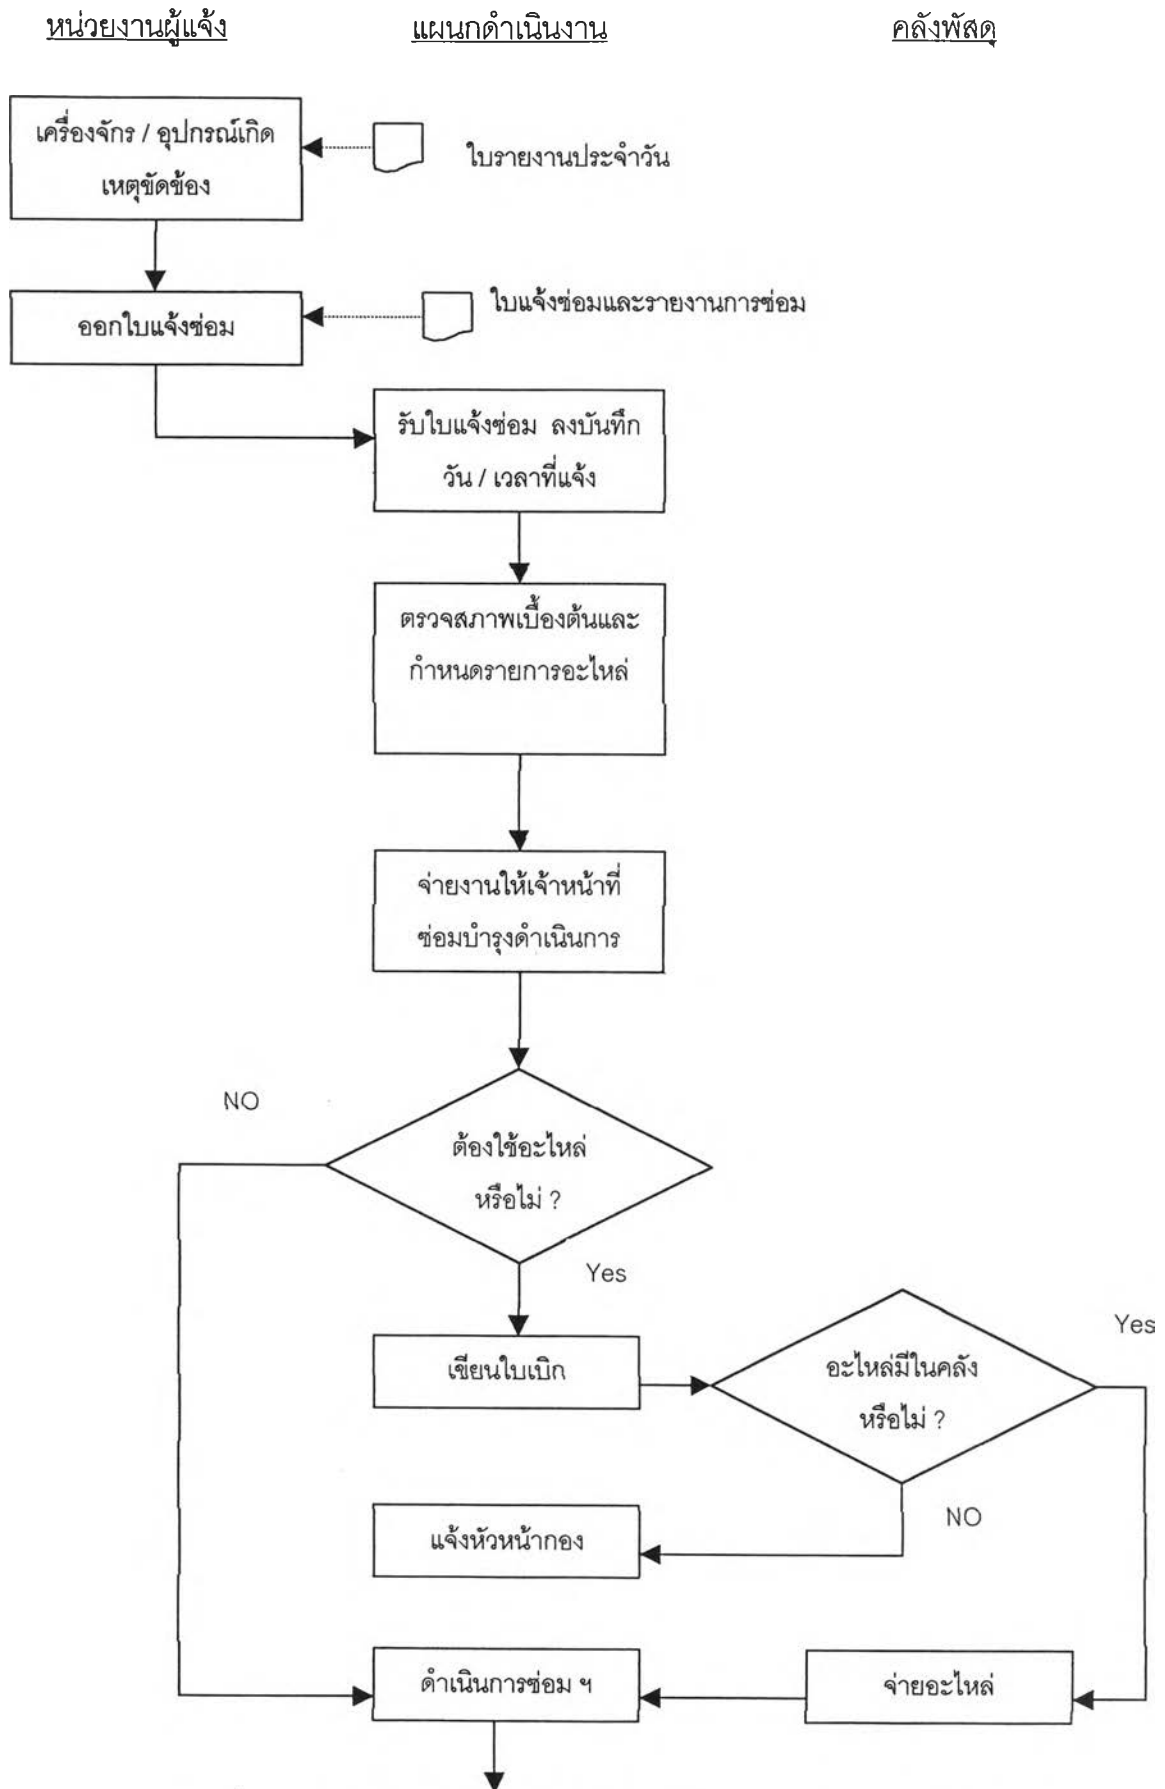 หน่วยงานผู้แจ้ง
แผนกดำเนินงาน
คลังพัสดุ
เครื่องจักร / อุปกรณ์เกิด
เหตุขัดข้อง
ใบรายงานประจำวัน
ออกใบแจ้งซ่อม
ใบแจ้งซ่อมและรายงานการซ่อม
รับใบแจ้งซ่อม ลงบันทึก
วัน / เวลาที่แจ้ง
ตรวจสภาพเบื้องต้นและ
กำหนดรายการอะไหล่
จ่ายงานให้เจ้าหน้าที่
ซ่อมบำรุงดำเนินการ
NO
ต้องใช้อะไหล่
หรือไม่ ?
Yes
เขียนใบเบิก
อะไหล่มีในคลัง
หรือไม่ ?
Yes
NO
แจ้งหัวหน้ากอง
ดำเนินการซ่อม ฯ
จ่ายอะไหล่